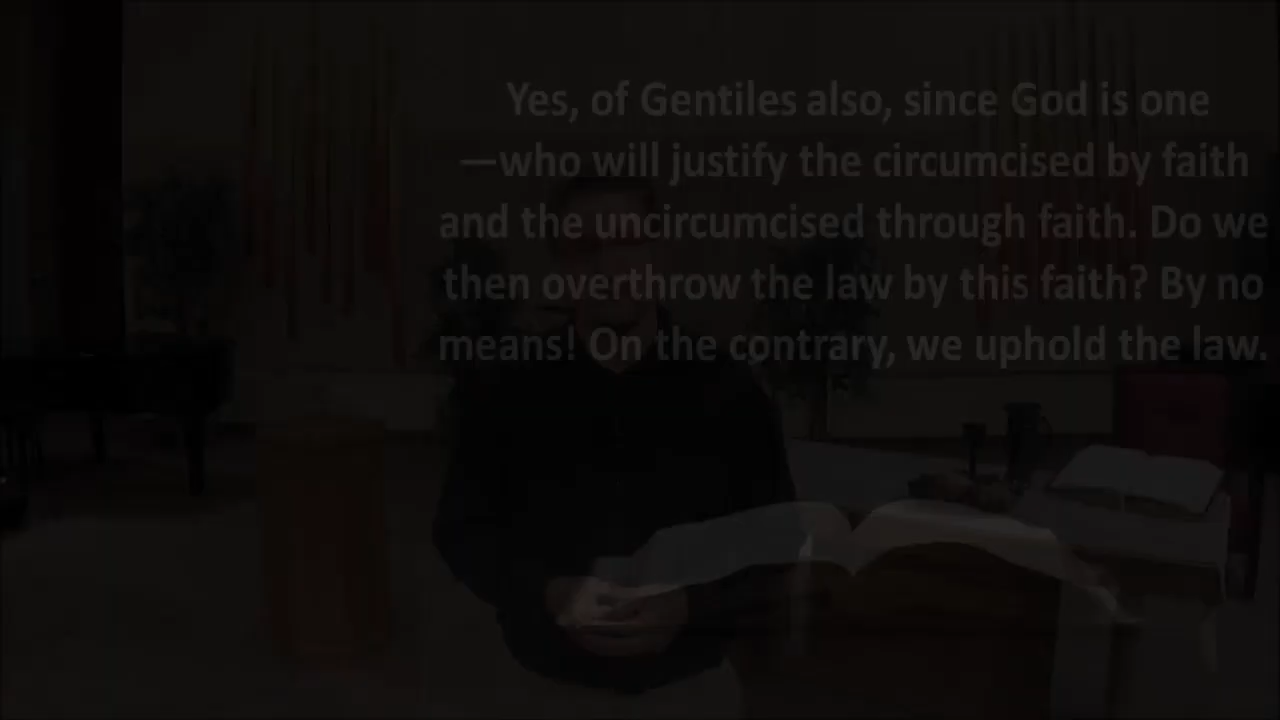 Yes, of Gentiles also, since God is one
—who will justify the circumcised by faith
and the uncircumcised through faith. Do we
then overthrow the law by this faith? By no
means! On the contrary, we uphold the law.